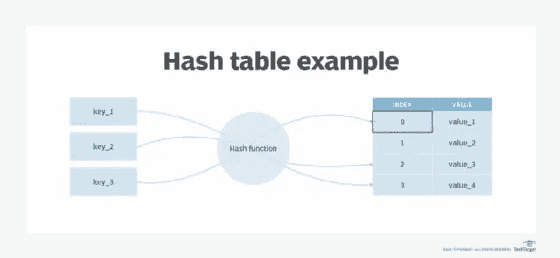 Hash table example
key_1
key_2
key_3
Hash function
INDEX VALUE
0 value_1
1 value_2
2 value_3
3 value_4
TechTarget